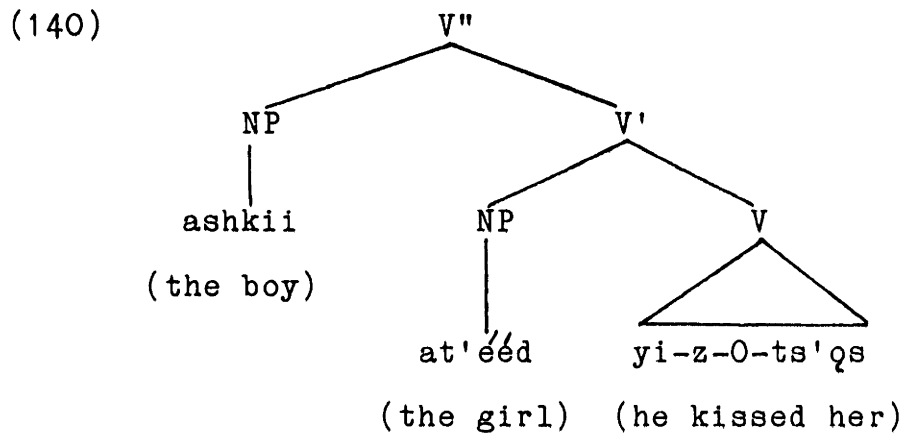 (140) V"
NP V'
ashkii NP V
(the boy)
at'ééd yi-z-0-ts'ǫs
(the girl) (he kissed her)